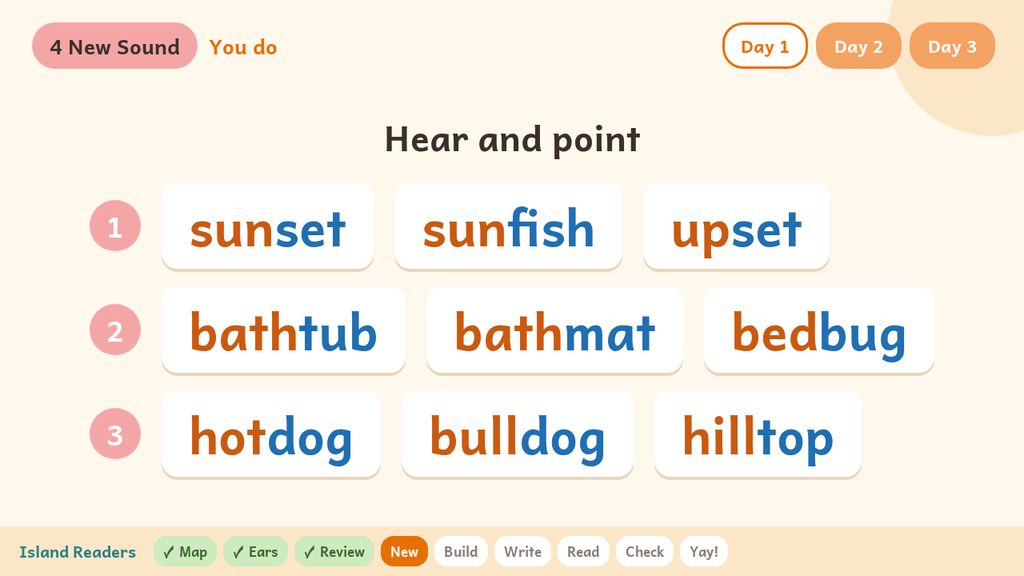 4 New Sound You do Day 1 Day 2 Day 3
Hear and point
1 sunset sunfish upset
2 bathtub bathmat bedbug
3 hotdog bulldog hilltop
Island Readers ✓ Map ✓ Ears ✓ Review New Build Write Read Check Yay!